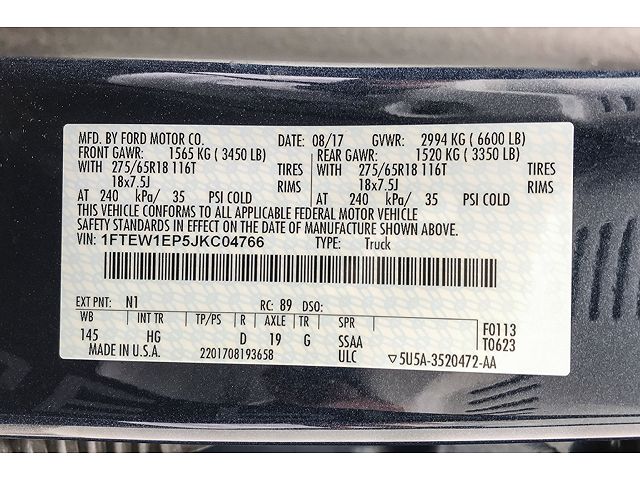 MFD. BY FORD MOTOR CO. DATE: 08/17 GVWR: 2994 KG ( 6600 LB)
FRONT GAWR: 1565 KG ( 3450 LB) REAR GAWR: 1520 KG ( 3350 LB)
WITH 275/65R18 116T TIRES WITH 275/65R18 116T TIRES
18x7.5J RIMS 18x7.5J RIMS
AT 240 kPa/ 35 PSI COLD AT 240 kPa/ 35 PSI COLD
THIS VEHICLE CONFORMS TO ALL APPLICABLE FEDERAL MOTOR VEHICLE
SAFETY STANDARDS IN EFFECT ON THE DATE OF MANUFACTURE SHOWN ABOVE.
VIN: 1FTEW1EP5JKC04766 TYPE: Truck
EXT PNT: N1 RC: 89 DSO:
WB INT TR TP/PS R AXLE TR SPR F0113
145 HG D 19 G SSAA T0623
MADE IN U.S.A. 2201708193658 ULC ▽5U5A-3520472-AA